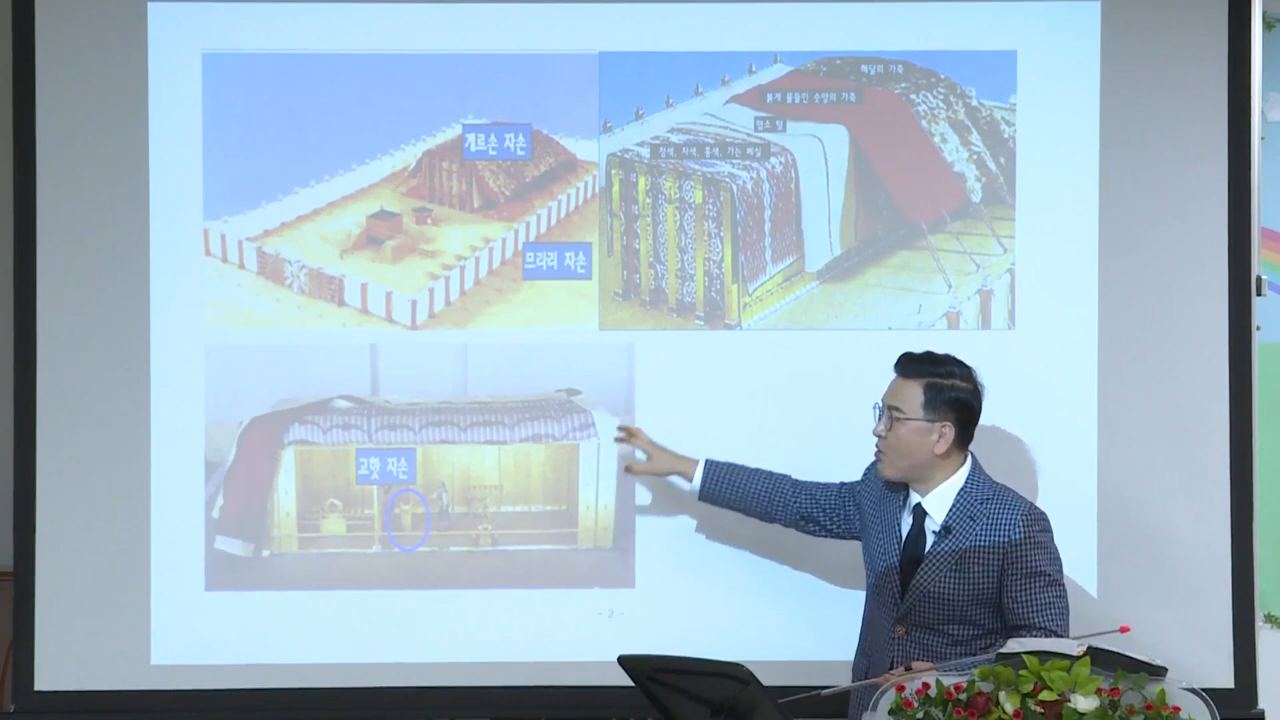 게르손 자손
므라리 자손
해달의 가죽
붉게 물들인 숫양의 가죽
염소 털
청색, 자색, 홍색, 가는 베실
고핫 자손
- 2 -